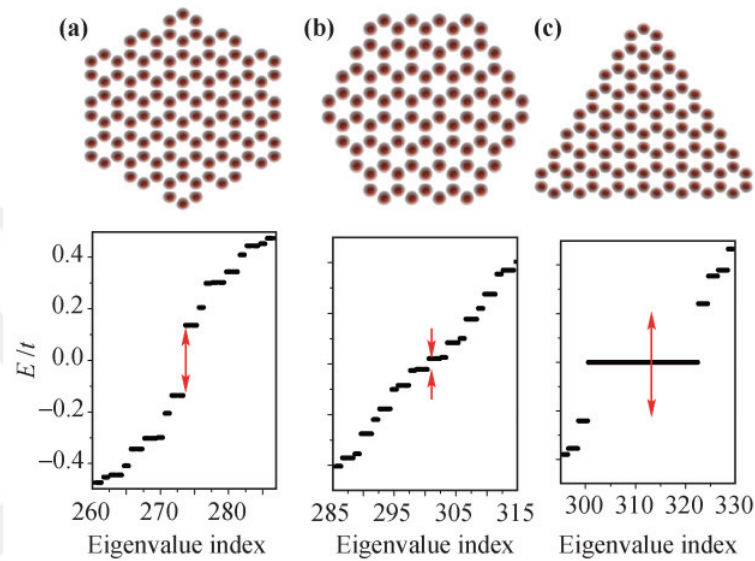 (a)
(b)
(c)
E/t
0.4
0.2
0.0
−0.2
−0.4
260 270 280
285 295 305 315
300 310 320 330
Eigenvalue index
Eigenvalue index
Eigenvalue index